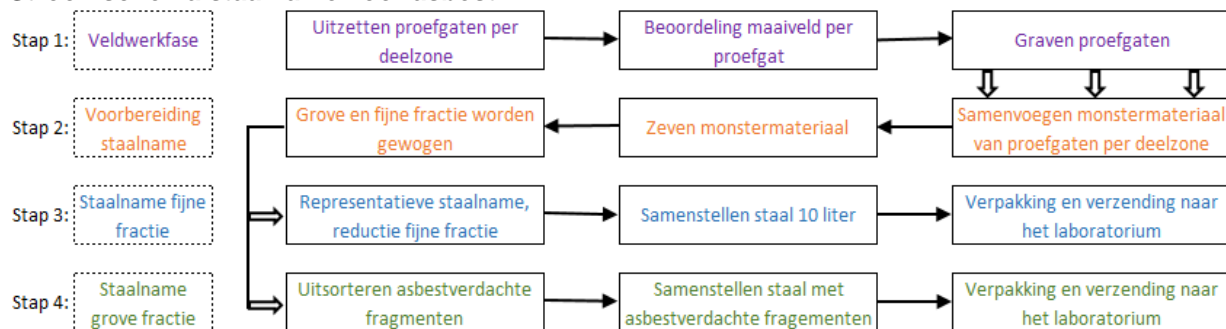 Stap 1:
Veldwerkfase
Uitzetten proefgaten per
deelzone
Beoordeling maaiveld per
proefgat
Graven proefgaten
Stap 2:
Voorbereiding
staalname
Grove en fijne fractie worden
gewogen
Zeven monstermateriaal
Samenvoegen monstermateriaal
van proefgaten per deelzone
Stap 3:
Staalname fijne
fractie
Representatieve staalname,
reductie fijne fractie
Samenstellen staal 10 liter
Verpakking en verzending naar
het laboratorium
Stap 4:
Staalname
grove fractie
Uitsorteren asbestverdachte
fragmenten
Samenstellen staal met
asbestverdachte fragementen
Verpakking en verzending naar
het laboratorium